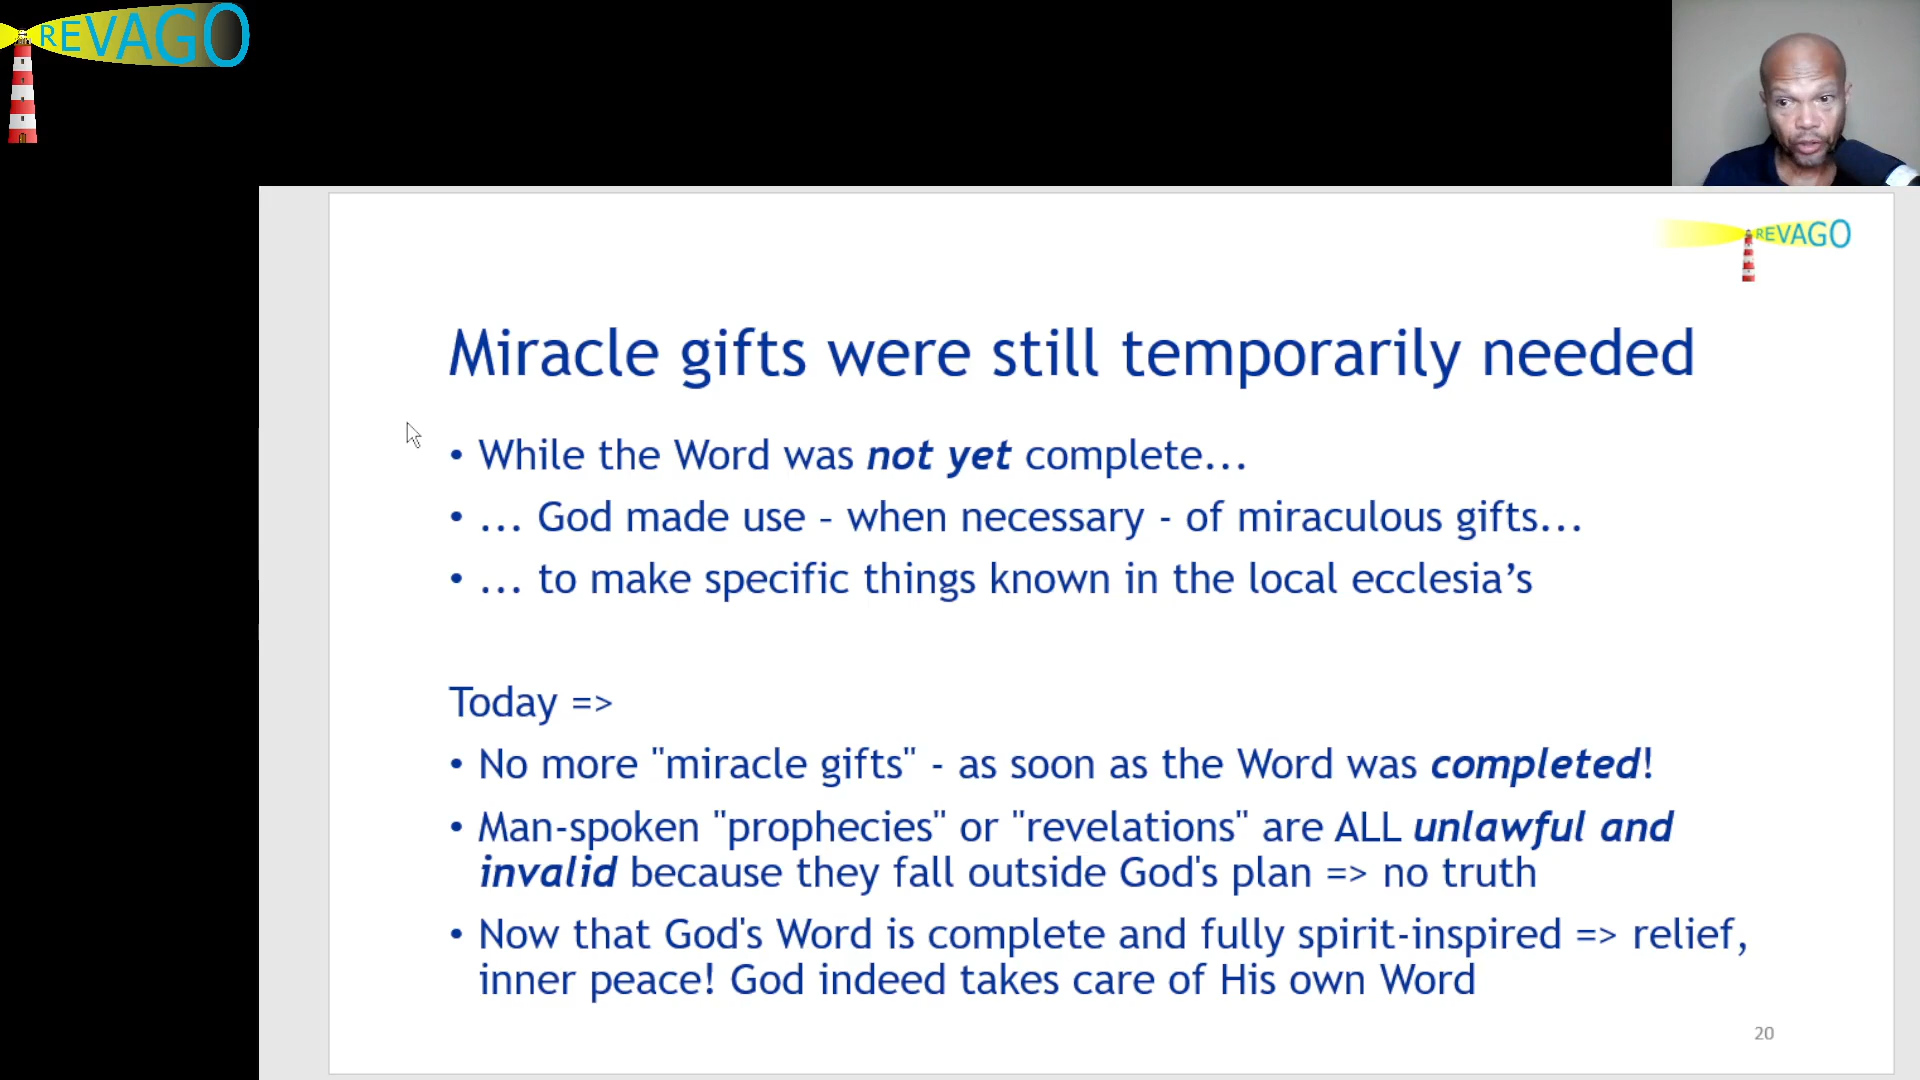 REVAGO
REVAGO
Miracle gifts were still temporarily needed
• While the Word was not yet complete...
• ... God made use – when necessary - of miraculous gifts...
• ... to make specific things known in the local ecclesia’s
Today =>
• No more "miracle gifts" - as soon as the Word was completed!
• Man-spoken "prophecies" or "revelations" are ALL unlawful and
invalid because they fall outside God's plan => no truth
• Now that God's Word is complete and fully spirit-inspired => relief,
inner peace! God indeed takes care of His own Word
20